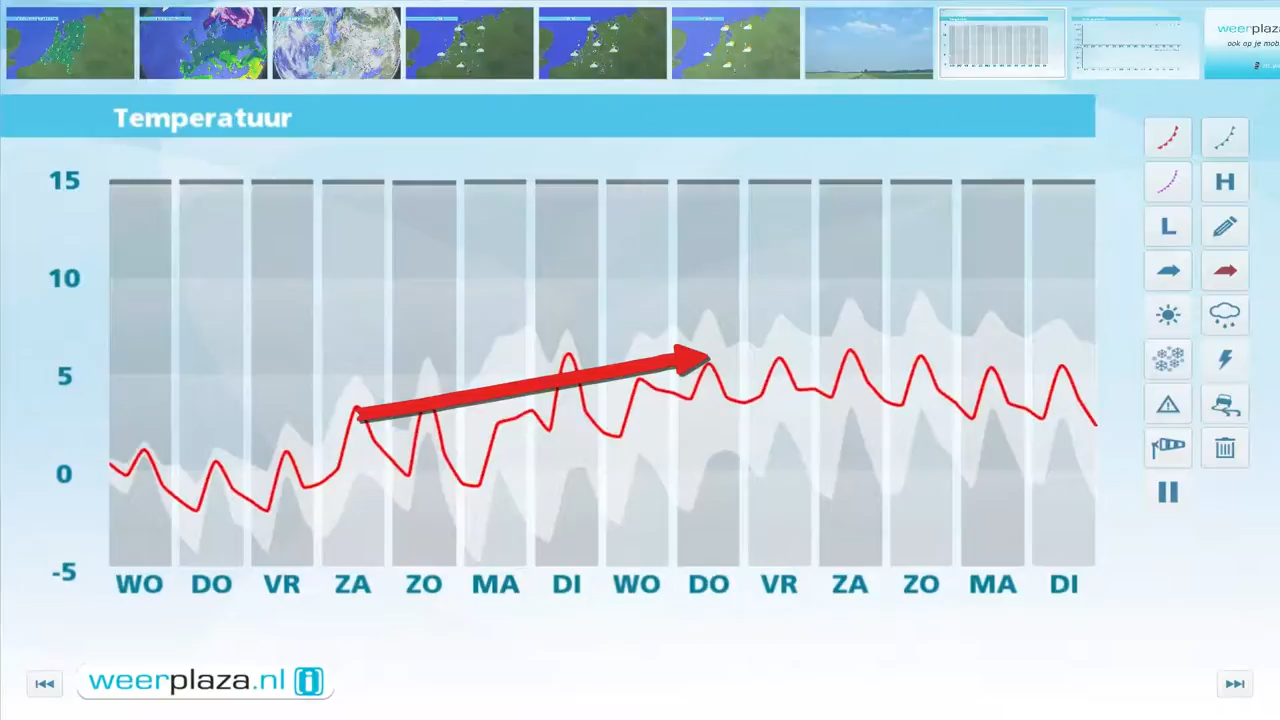 weerplaza
ook op je mobi
Temperatuur
15
10
5
0
-5
WO DO VR ZA ZO MA DI WO DO VR ZA ZO MA DI
H
L
weerplaza.nl i